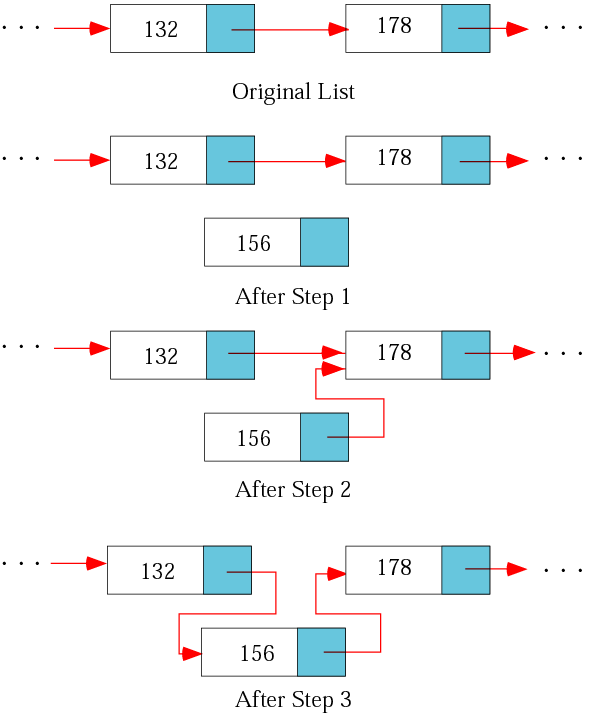 . . . 132 178 . . .
Original List
. . . 132 178 . . .
156
After Step 1
. . . 132 178 . . .
156
After Step 2
. . . 132 178 . . .
156
After Step 3